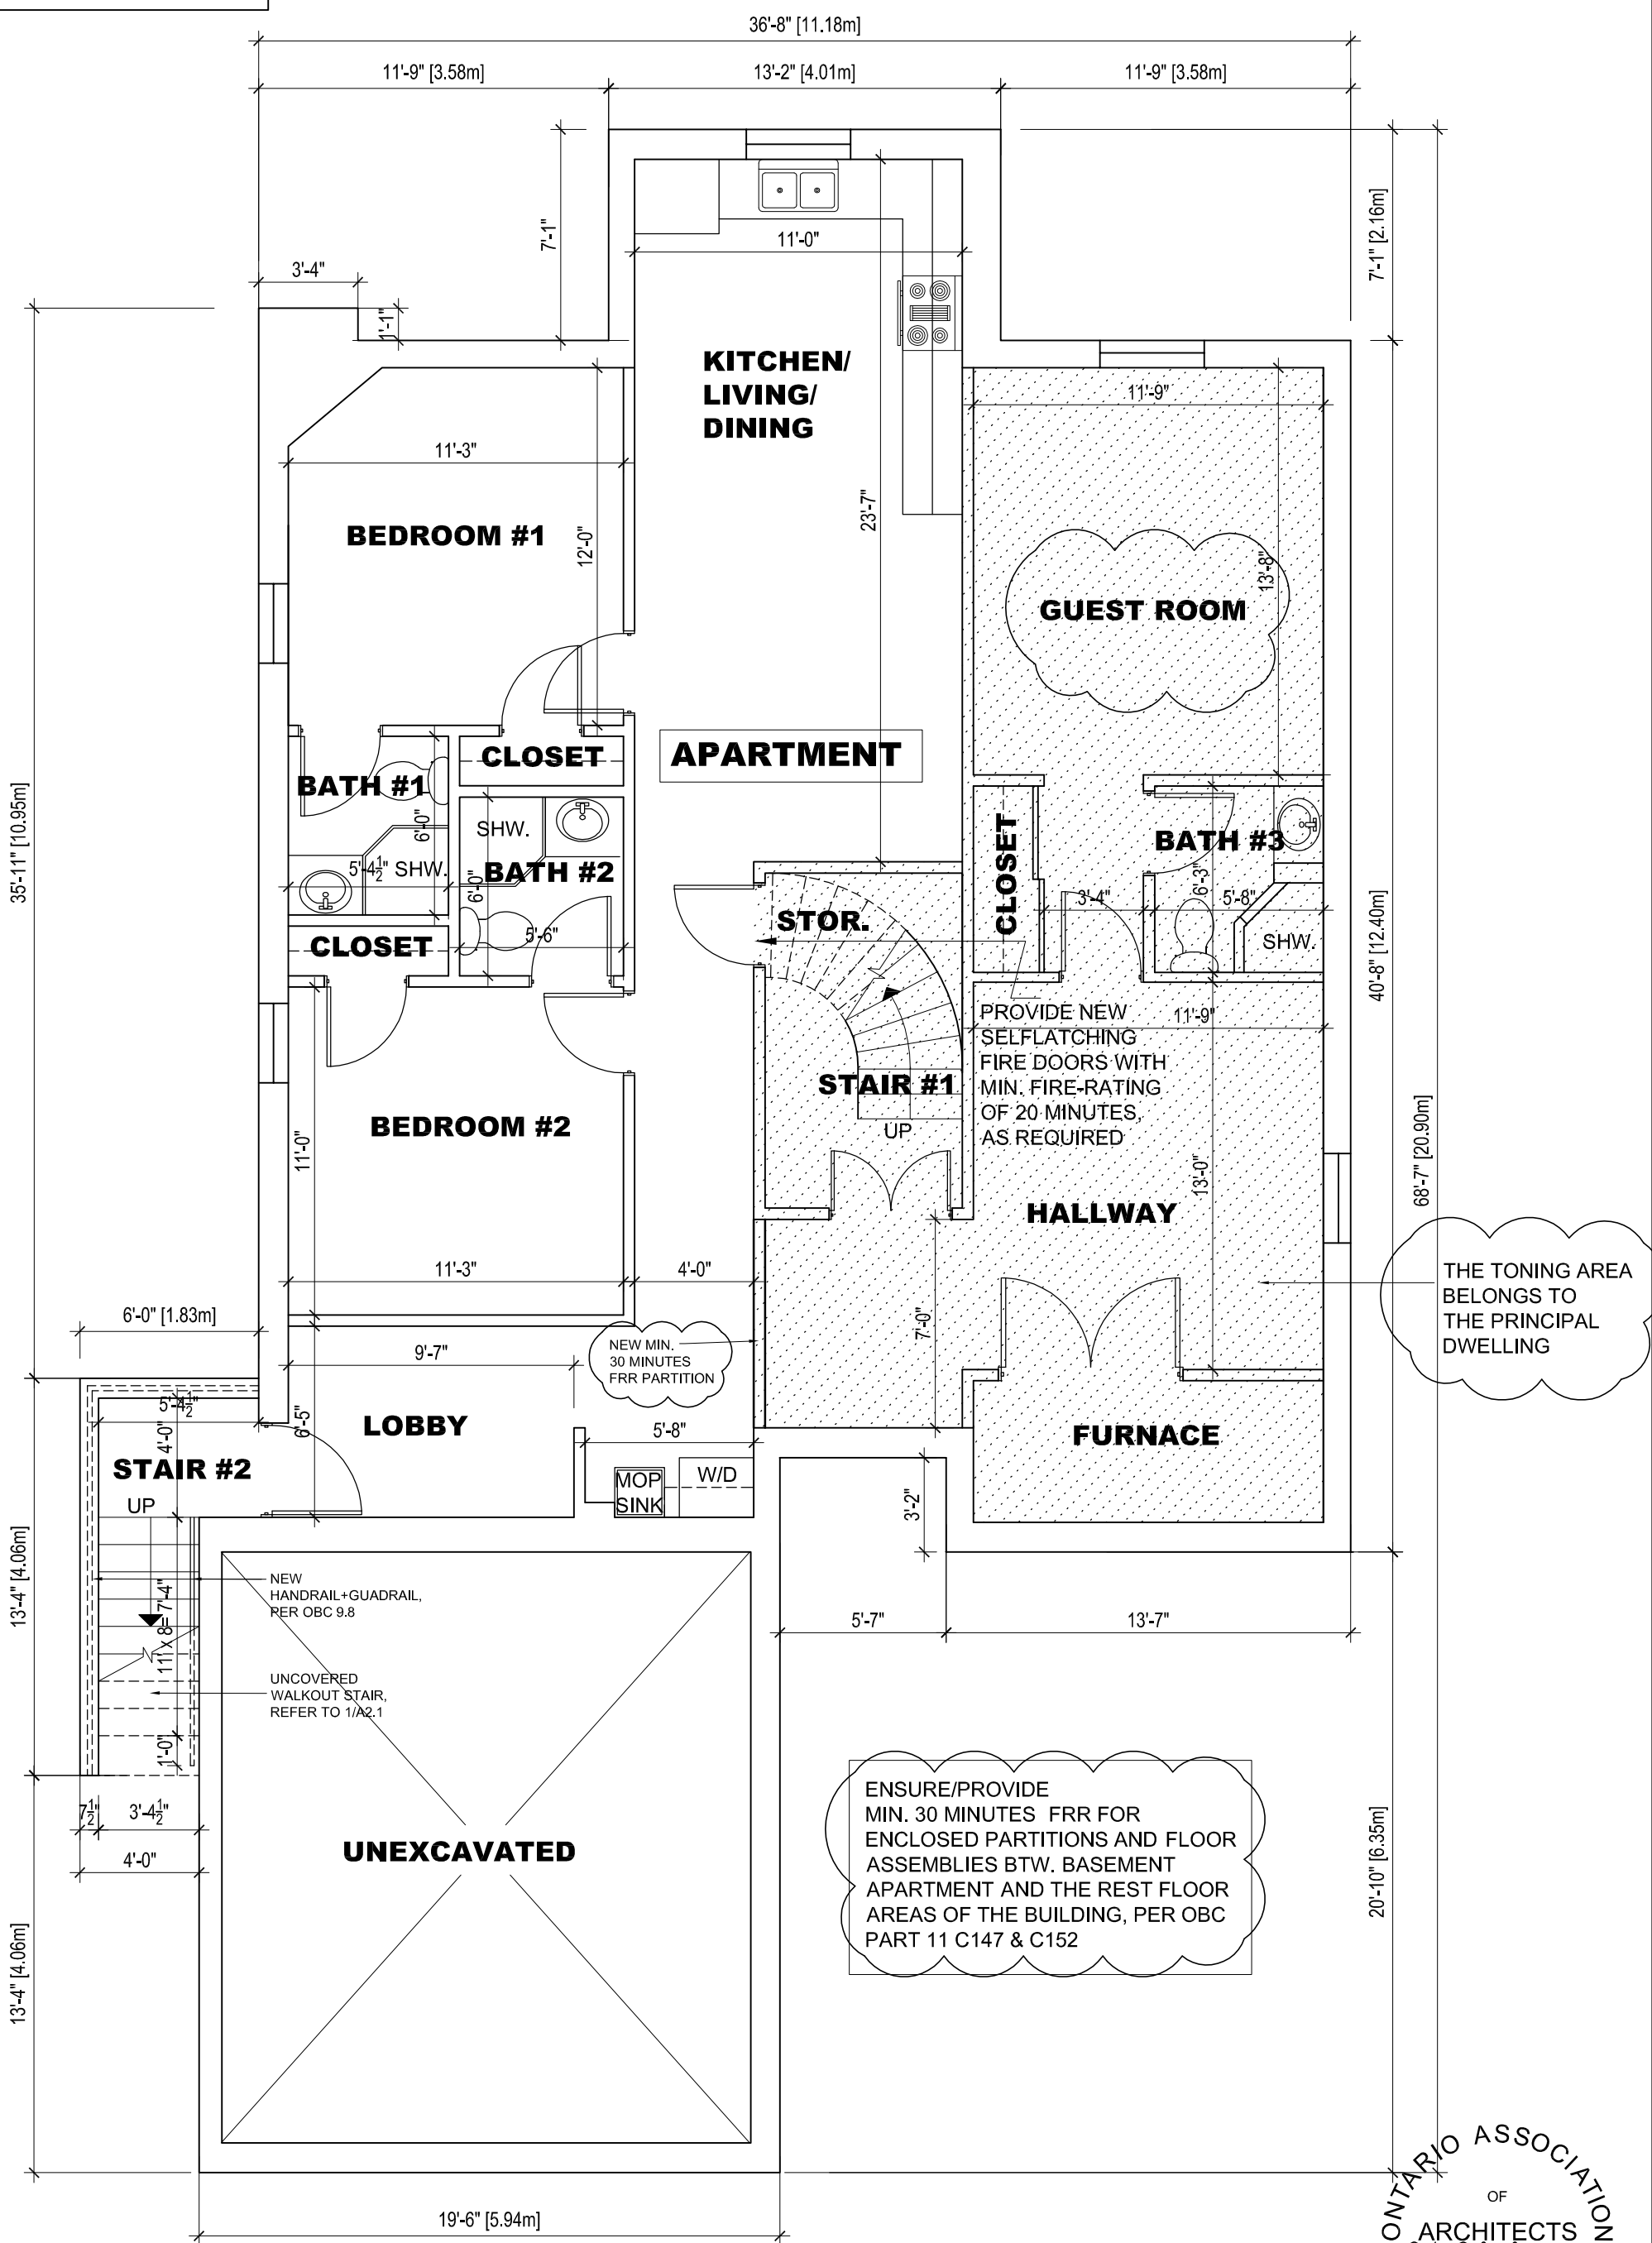 36'-8" [11.18m]
11'-9" [3.58m]
13'-2" [4.01m]
11'-9" [3.58m]
7'-1"
7'-1" [2.16m]
11'-0"
3'-4"
1'-1"
KITCHEN/
LIVING/
DINING
11'-9"
11'-3"
23'-7"
BEDROOM #1
12'-0"
13'-8"
GUEST ROOM
APARTMENT
CLOSET
BATH #1
6'-0"
SHW.
5'-4½" SHW.
BATH #2
6'-0"
CLOSET
BATH #3
6'-3"
3'-4"
5'-8"
SHW.
35'-11" [10.95m]
STOR.
CLOSET
5'-6"
40'-8" [12.40m]
PROVIDE NEW
SELFLATCHING
FIRE DOORS WITH
MIN. FIRE-RATING
OF 20 MINUTES,
AS REQUIRED
11'-9"
STAIR #1
UP
BEDROOM #2
11'-0"
13'-0"
68'-7" [20.90m]
HALLWAY
11'-3"
4'-0"
THE TONING AREA
BELONGS TO
THE PRINCIPAL
DWELLING
6'-0" [1.83m]
7'-0"
9'-7"
NEW MIN.
30 MINUTES
FRR PARTITION
5'-4½"
4'-0"
6'-5"
LOBBY
5'-8"
FURNACE
STAIR #2
UP
MOP
SINK
W/D
3'-2"
13'-4" [4.06m]
NEW
HANDRAIL+GUADRAIL,
PER OBC 9.8
11' x 8= 7'-4"
5'-7"
13'-7"
UNCOVERED
WALKOUT STAIR,
REFER TO 1/A2.1
1'-0"
7½"
3'-4½"
4'-0"
UNEXCAVATED
ENSURE/PROVIDE
MIN. 30 MINUTES FRR FOR
ENCLOSED PARTITIONS AND FLOOR
ASSEMBLIES BTW. BASEMENT
APARTMENT AND THE REST FLOOR
AREAS OF THE BUILDING, PER OBC
PART 11 C147 & C152
20'-10" [6.35m]
13'-4" [4.06m]
19'-6" [5.94m]
ONTARIO ASSOCIATION
OF
ARCHITECTS